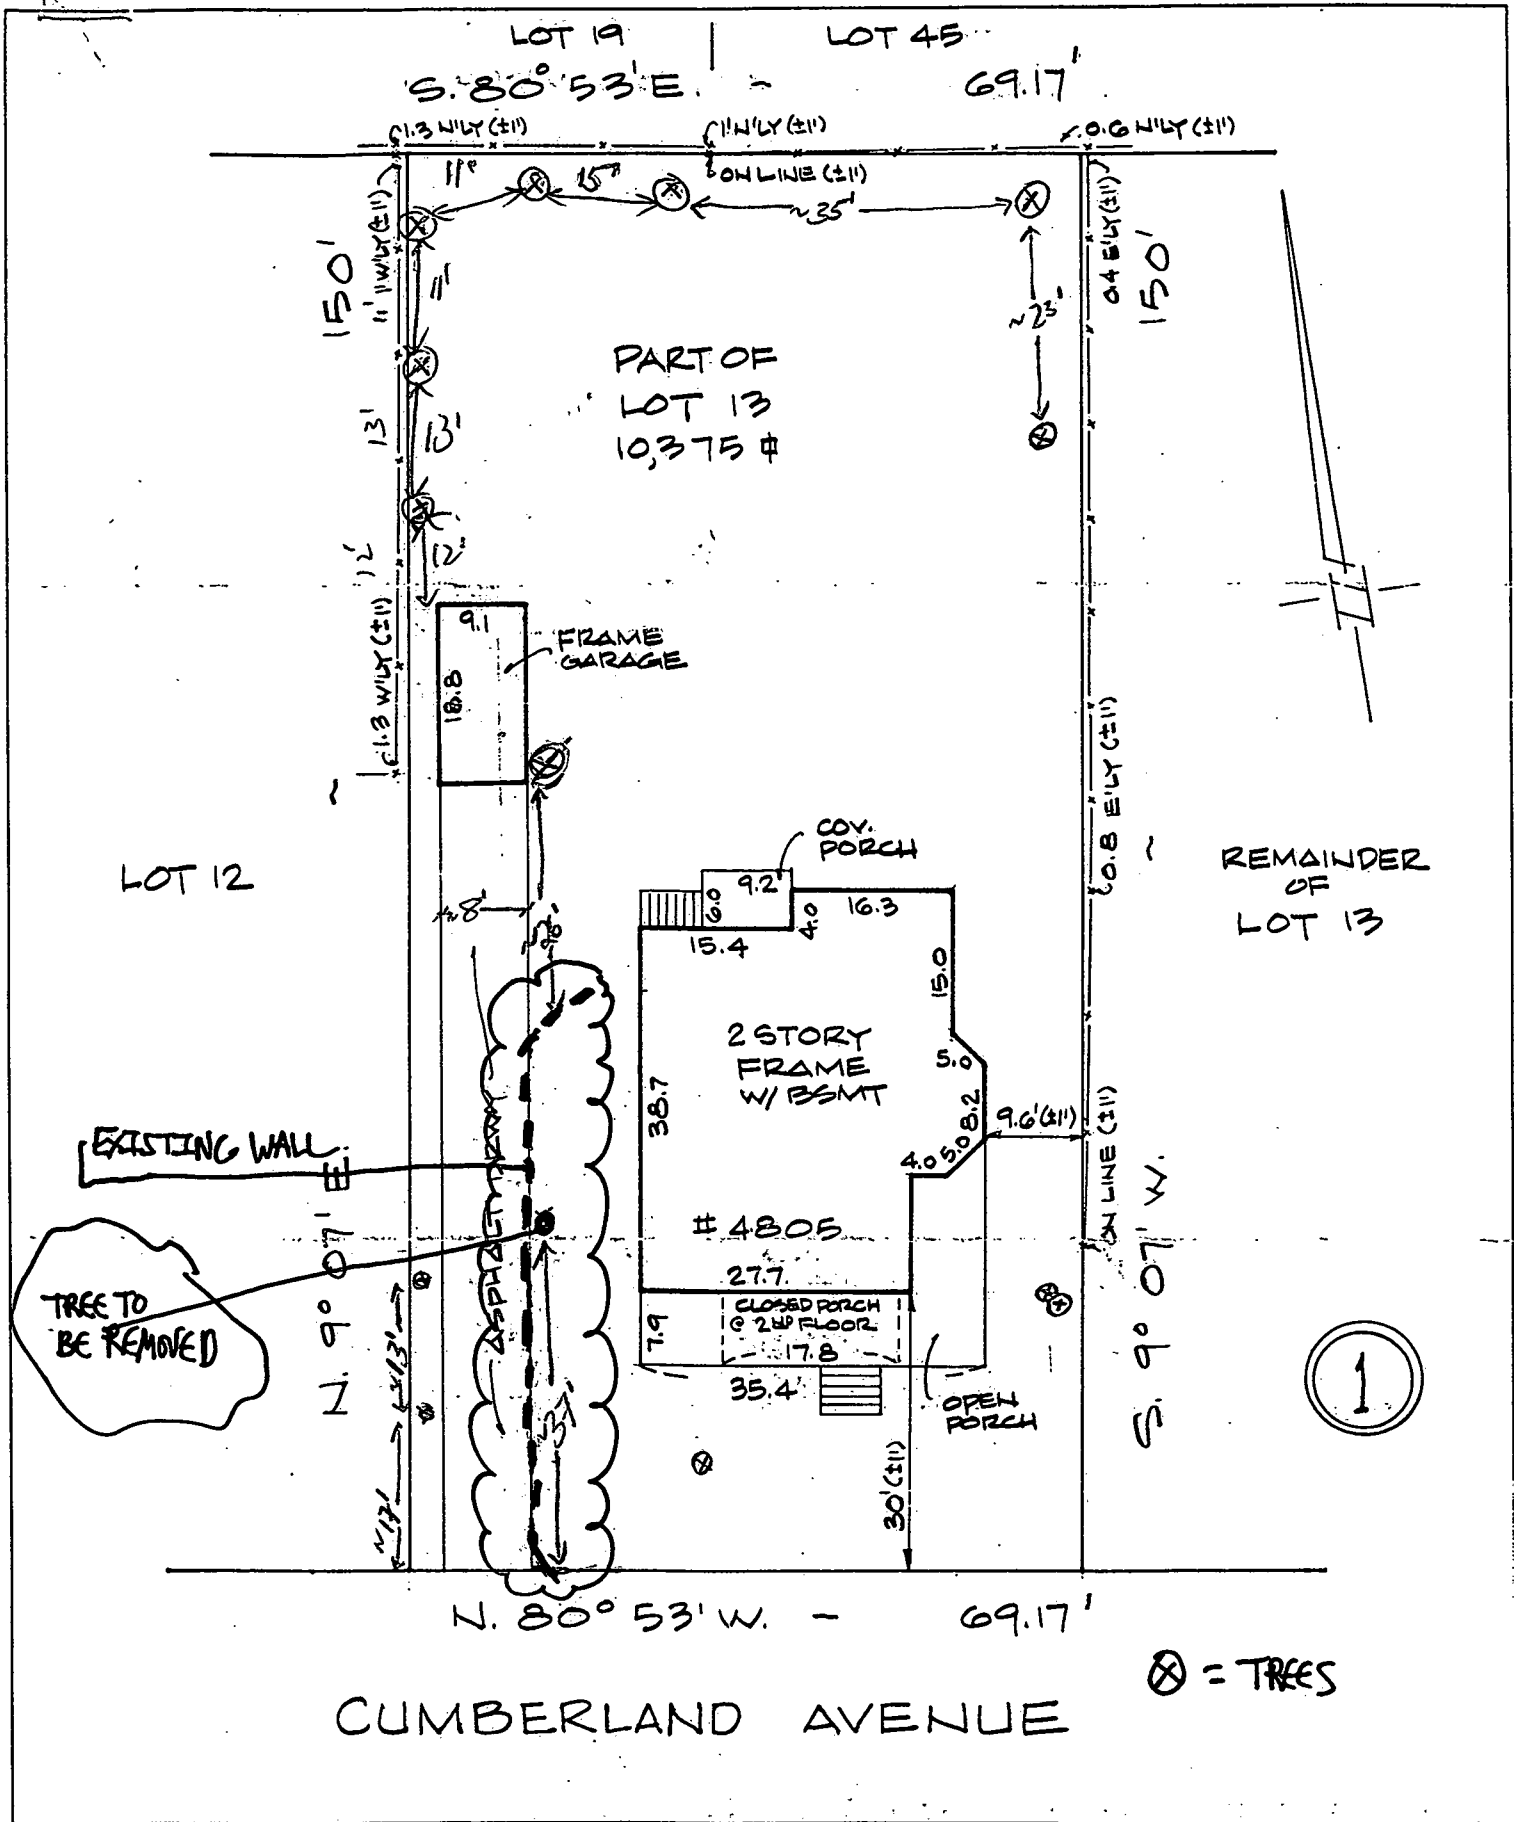 LOT 19
LOT 45
S. 80° 53' E. - 69.17'
1.3 N'LY (±1')
1' N'LY (±1')
0.6 N'LY (±1')
ON LINE (±1')
11'
15'
~35'
1' W'LY (±1')
0.4 E'LY (±1')
150'
150'
11'
11'
~23'
PART OF
LOT 13
10,375 ⌗
13'
13'
12'
12'
1.3 W'LY (±1')
9.1
18.8
FRAME
GARAGE
0.8 E'LY (±1')
~
~
LOT 12
REMAINDER
OF
LOT 13
COV.
PORCH
9.2'
6.0
4.0
16.3
15.4
15.0
~8'
2 STORY
FRAME
W/ BSMT
38.7
5.0
8.2
5.0
4.0
9.6' (±1')
ON LINE (±1')
EXISTING WALL
ASPHALT DRWY
# 4805
27.7
CLOSED PORCH
@ 2ND FLOOR
17.8
7.9
35.4
OPEN
PORCH
30' (±1')
TREE TO
BE REMOVED
N. 9° 07' E
S. 9° 07' W.
~13'
~17'
37'
1
N. 80° 53' W. - 69.17'
⊗ = TREES
CUMBERLAND AVENUE